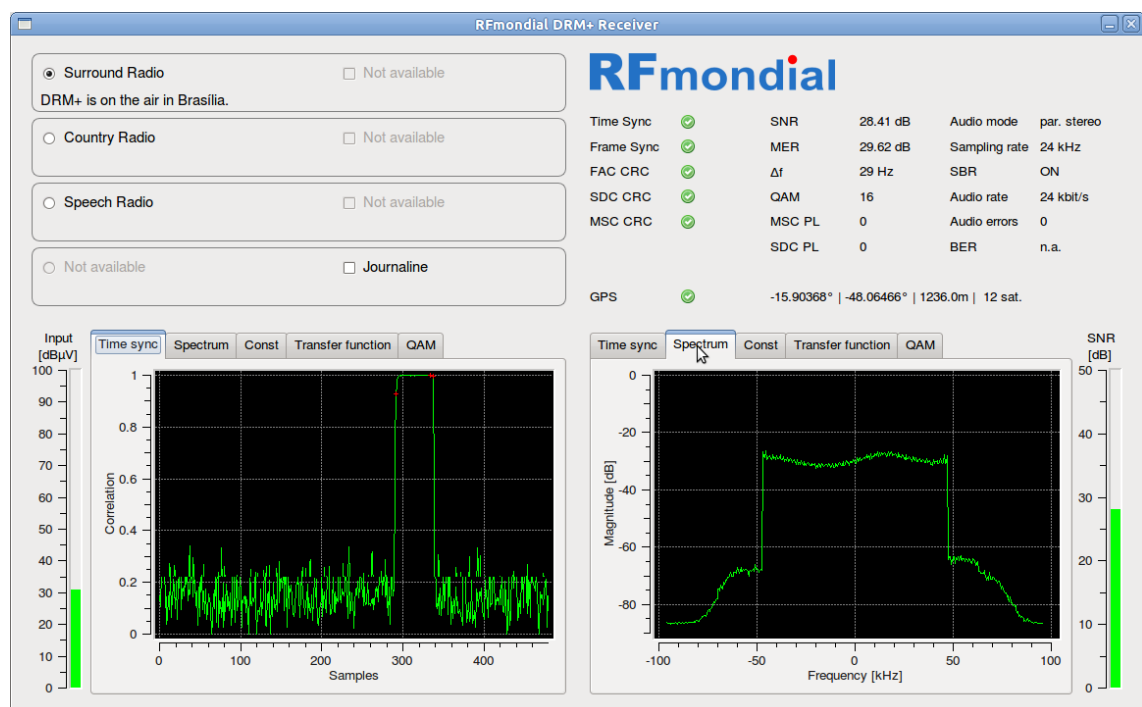 RFmondial DRM+ Receiver
Surround Radio Not available
DRM+ is on the air in Brasília.
Country Radio Not available
Speech Radio Not available
Not available Journaline
RFmondial
Time Sync SNR 28.41 dB Audio mode par. stereo
Frame Sync MER 29.62 dB Sampling rate 24 kHz
FAC CRC Δf 29 Hz SBR ON
SDC CRC QAM 16 Audio rate 24 kbit/s
MSC CRC MSC PL 0 Audio errors 0
SDC PL 0 BER n.a.
GPS -15.90368° | -48.06466° | 1236.0m | 12 sat.
Input
[dBµV]
100
90
80
70
60
50
40
30
20
10
0
Time sync Spectrum Const Transfer function QAM
Correlation
1
0.8
0.6
0.4
0.2
0
0 100 200 300 400
Samples
Time sync Spectrum Const Transfer function QAM
Magnitude [dB]
0
-20
-40
-60
-80
-100 -50 0 50 100
Frequency [kHz]
SNR
[dB]
50
40
30
20
10
0